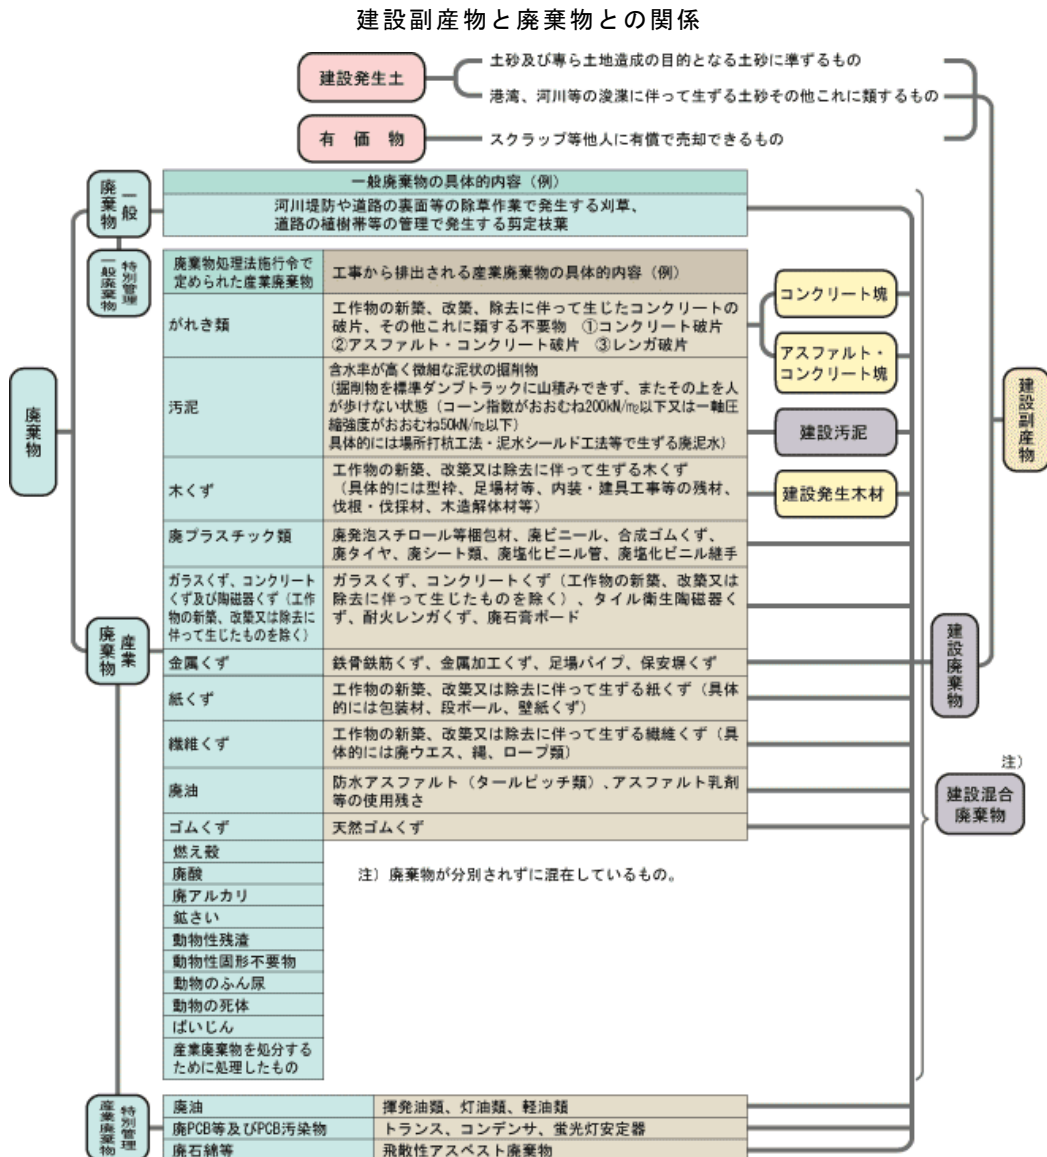 建設副産物と廃棄物との関係
建設発生土
土砂及び専ら土地造成の目的となる土砂に準ずるもの
港湾、河川等の浚渫に伴って生ずる土砂その他これに類するもの
有価物
スクラップ等他人に有償で売却できるもの
一般
廃棄物
一般廃棄物の具体的内容（例）
河川堤防や道路の裏面等の除草作業で発生する刈草、
道路の植樹帯等の管理で発生する剪定枝葉
特別管理
一般廃棄物
廃棄物処理法施行令で
定められた産業廃棄物
工事から排出される産業廃棄物の具体的内容（例）
がれき類
工作物の新築、改築、除去に伴って生じたコンクリートの
破片、その他これに類する不要物　①コンクリート破片
②アスファルト・コンクリート破片　③レンガ破片
コンクリート塊
アスファルト・
コンクリート塊
汚泥
含水率が高く微細な泥状の掘削物
(掘削物を標準ダンプトラックに山積みできず、またその上を人
が歩けない状態（コーン指数がおおむね200kN/㎡以下又は一軸圧
縮強度がおおむね50kN/㎡以下）
具体的には場所打杭工法・泥水シールド工法等で生ずる廃泥水）
建設汚泥
木くず
工作物の新築、改築又は除去に伴って生ずる木くず
（具体的には型枠、足場材等、内装・建具工事等の残材、
伐根・伐採材、木造解体材等）
建設発生木材
廃プラスチック類
廃発泡スチロール等梱包材、廃ビニール、合成ゴムくず、
廃タイヤ、廃シート類、廃塩化ビニル管、廃塩化ビニル継手
ガラスくず、コンクリート
くず及び陶磁器くず（工作
物の新築、改築又は除去に
伴って生じたものを除く）
ガラスくず、コンクリートくず（工作物の新築、改築又は
除去に伴って生じたものを除く）、タイル衛生陶磁器く
ず、耐火レンガくず、廃石膏ボード
金属くず
鉄骨鉄筋くず、金属加工くず、足場パイプ、保安塀くず
紙くず
工作物の新築、改築又は除去に伴って生ずる紙くず（具体
的には包装材、段ボール、壁紙くず）
繊維くず
工作物の新築、改築又は除去に伴って生ずる繊維くず（具
体的には廃ウエス、縄、ロープ類）
廃油
防水アスファルト（タールピッチ類）、アスファルト乳剤
等の使用残さ
ゴムくず
天然ゴムくず
燃え殻
廃酸
廃アルカリ
鉱さい
動物性残渣
動物性固形不要物
動物のふん尿
動物の死体
ばいじん
産業廃棄物を処分する
ために処理したもの
注）廃棄物が分別されずに混在しているもの。
廃棄物
産業
廃棄物
建設副産物
建設廃棄物
注）
建設混合
廃棄物
特別管理
産業廃棄物
廃油
揮発油類、灯油類、軽油類
廃PCB等及びPCB汚染物
トランス、コンデンサ、蛍光灯安定器
廃石綿等
飛散性アスベスト廃棄物